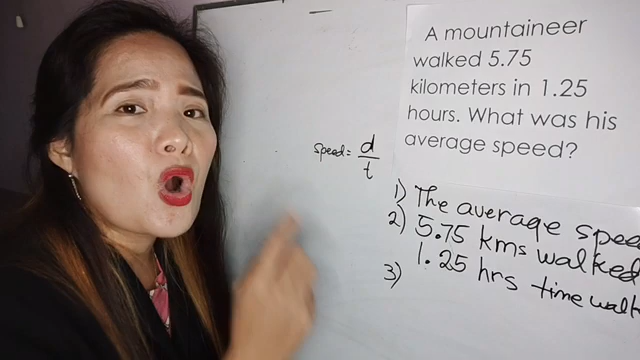 A mountaineer
walked 5.75
kilometers in 1.25
hours. What was his
average speed?
speed = d
t
1) The average spee
2) 5.75 kms walked
1.25 hrs time walk
3)